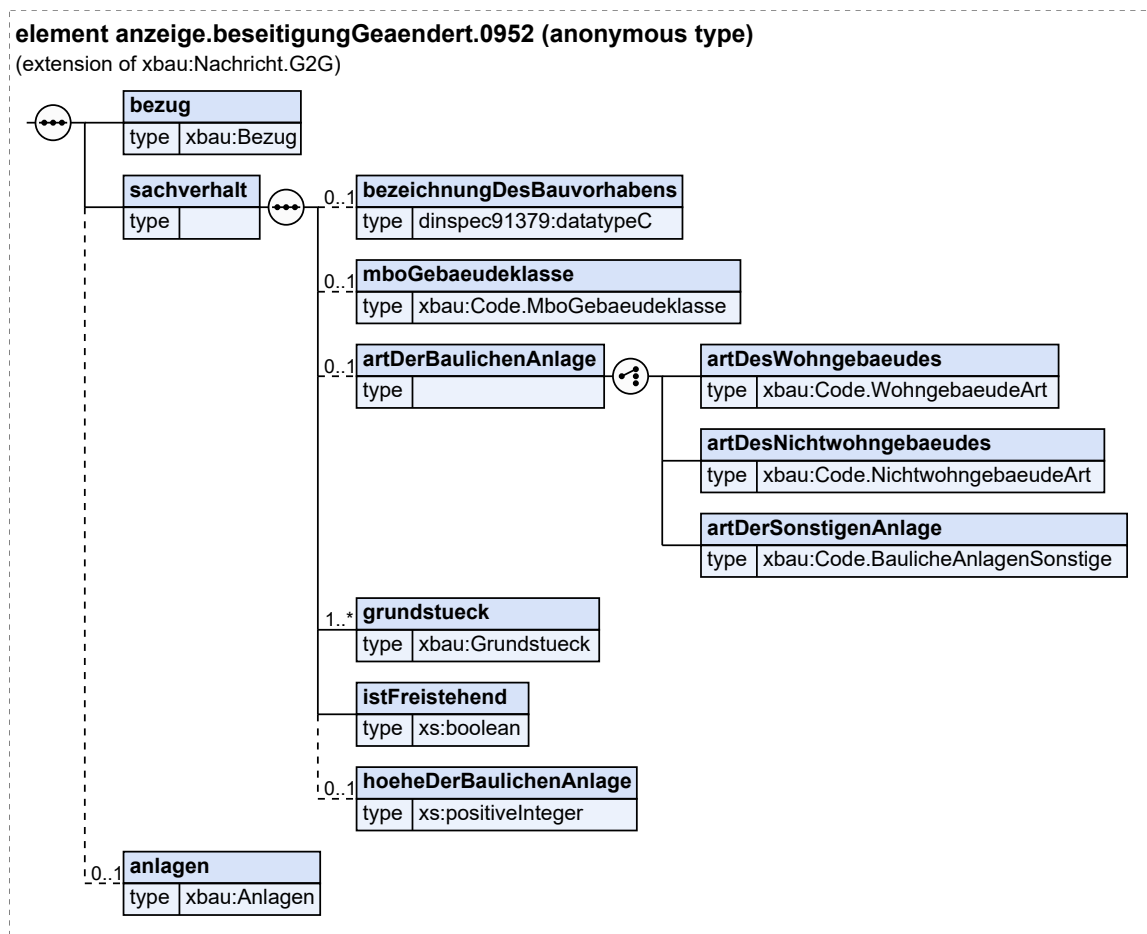 element anzeige.beseitigungGeaendert.0952 (anonymous type)
(extension of xbau:Nachricht.G2G)
bezug
type xbau:Bezug
sachverhalt
type
0..1 bezeichnungDesBauvorhabens
type dinspec91379:datatypeC
0..1 mboGebaeudeklasse
type xbau:Code.MboGebaeudeklasse
0..1 artDerBaulichenAnlage
type
artDesWohngebaeudes
type xbau:Code.WohngebaeudeArt
artDesNichtwohngebaeudes
type xbau:Code.NichtwohngebaeudeArt
artDerSonstigenAnlage
type xbau:Code.BaulicheAnlagenSonstige
1..* grundstueck
type xbau:Grundstueck
istFreistehend
type xs:boolean
0..1 hoeheDerBaulichenAnlage
type xs:positiveInteger
0..1 anlagen
type xbau:Anlagen